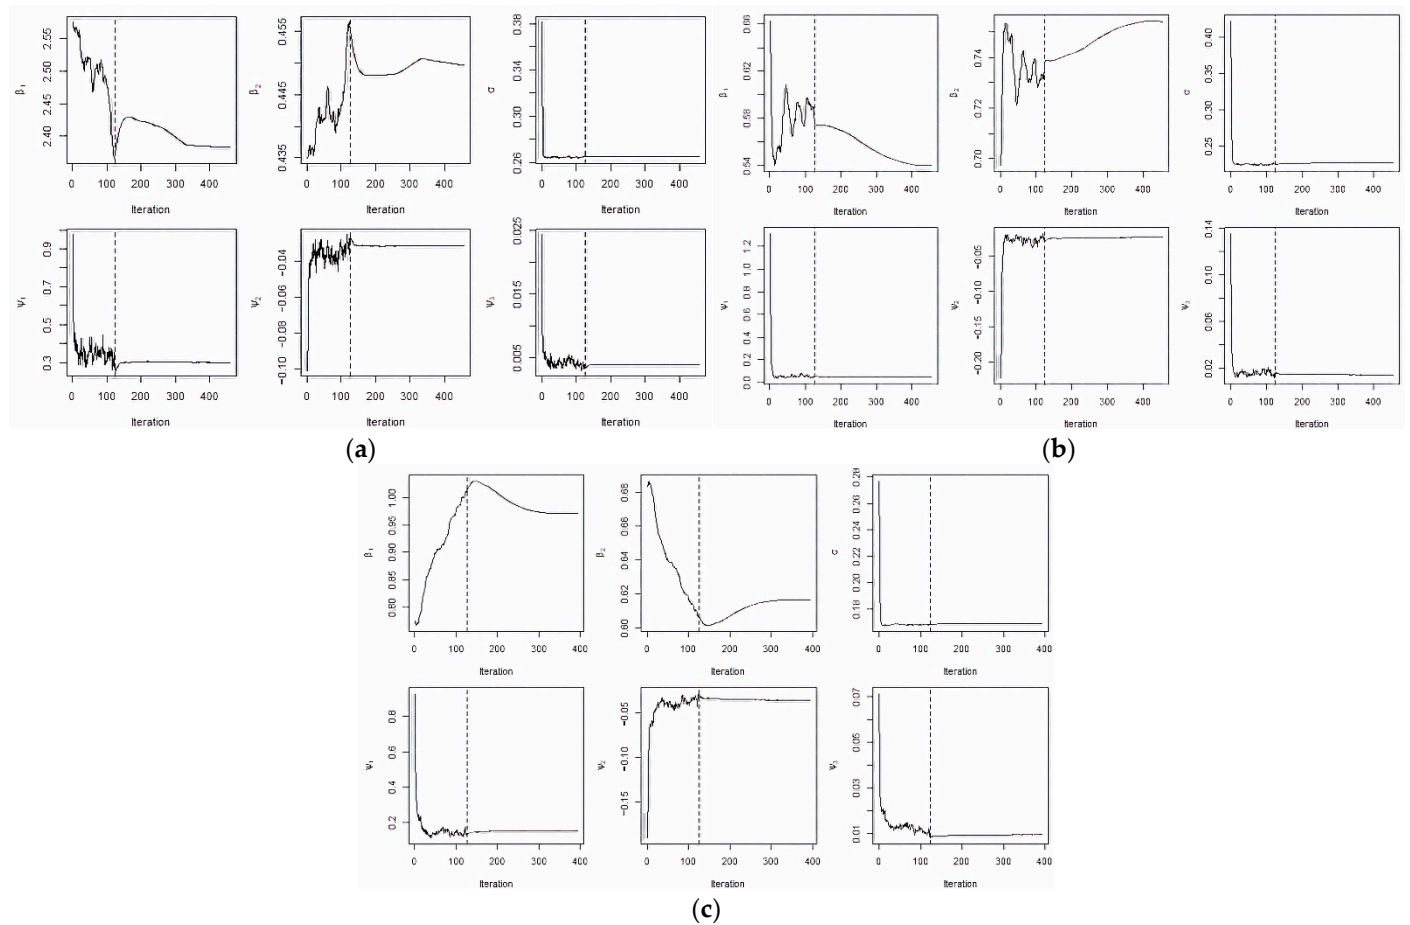 β₁
2.40 2.45 2.50 2.55
0 100 200 300 400
Iteration
β₂
0.435 0.445 0.455
0 100 200 300 400
Iteration
σ
0.26 0.30 0.34 0.38
0 100 200 300 400
Iteration
β₁
0.54 0.58 0.62 0.66
0 100 200 300 400
Iteration
β₂
0.70 0.72 0.74
0 100 200 300 400
Iteration
σ
0.25 0.30 0.35 0.40
0 100 200 300 400
Iteration
ψ₁
0.3 0.5 0.7 0.9
0 100 200 300 400
Iteration
ψ₂
−0.10 −0.08 −0.06 −0.04
0 100 200 300 400
Iteration
ψ₃
0.005 0.015 0.025
0 100 200 300 400
Iteration
ψ₁
0.0 0.2 0.4 0.6 0.8 1.0 1.2
0 100 200 300 400
Iteration
ψ₂
−0.20 −0.15 −0.10 −0.05
0 100 200 300 400
Iteration
ψ₃
0.02 0.06 0.10 0.14
0 100 200 300 400
Iteration
(a)
(b)
β₁
0.80 0.85 0.90 0.95 1.00
0 100 200 300 400
Iteration
β₂
0.60 0.62 0.64 0.66 0.68
0 100 200 300 400
Iteration
σ
0.18 0.20 0.22 0.24 0.26 0.28
0 100 200 300 400
Iteration
ψ₁
0.2 0.4 0.6 0.8
0 100 200 300 400
Iteration
ψ₂
−0.15 −0.10 −0.05
0 100 200 300 400
Iteration
ψ₃
0.01 0.03 0.05 0.07
0 100 200 300 400
Iteration
(c)